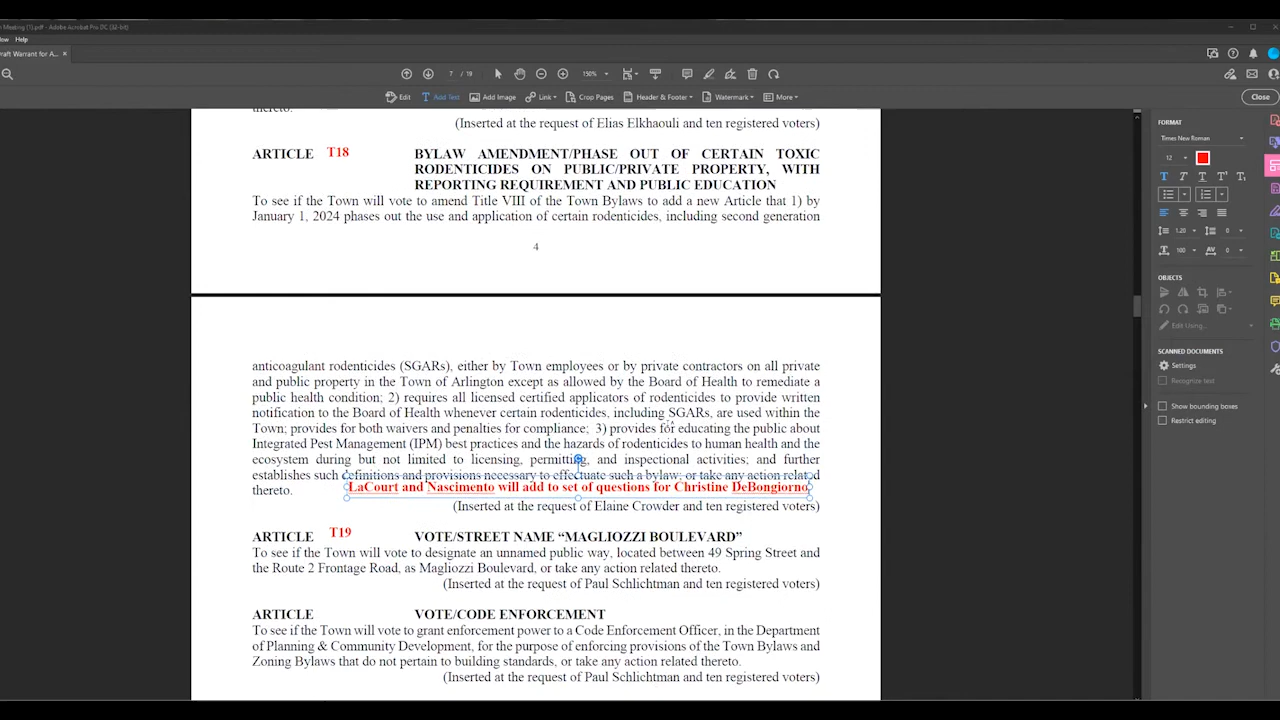 Meeting (1).pdf - Adobe Acrobat Pro DC (32-bit)
Help
raft Warrant for A... ×
7 / 19
150%
Edit
Add Text
Add Image
Link
Crop Pages
Header & Footer
Watermark
More
Close
thereto.
(Inserted at the request of Elias Elkhaouli and ten registered voters)
ARTICLE T18 BYLAW AMENDMENT/PHASE OUT OF CERTAIN TOXIC
RODENTICIDES ON PUBLIC/PRIVATE PROPERTY, WITH
REPORTING REQUIREMENT AND PUBLIC EDUCATION
To see if the Town will vote to amend Title VIII of the Town Bylaws to add a new Article that 1) by
January 1, 2024 phases out the use and application of certain rodenticides, including second generation
4
anticoagulant rodenticides (SGARs), either by Town employees or by private contractors on all private
and public property in the Town of Arlington except as allowed by the Board of Health to remediate a
public health condition; 2) requires all licensed certified applicators of rodenticides to provide written
notification to the Board of Health whenever certain rodenticides, including SGARs, are used within the
Town; provides for both waivers and penalties for compliance; 3) provides for educating the public about
Integrated Pest Management (IPM) best practices and the hazards of rodenticides to human health and the
ecosystem during but not limited to licensing, permitting, and inspectional activities; and further
establishes such definitions and provisions necessary to effectuate such a bylaw; or take any action related
thereto.
LaCourt and Nascimento will add to set of questions for Christine DeBongiorno
(Inserted at the request of Elaine Crowder and ten registered voters)
ARTICLE T19 VOTE/STREET NAME “MAGLIOZZI BOULEVARD”
To see if the Town will vote to designate an unnamed public way, located between 49 Spring Street and
the Route 2 Frontage Road, as Magliozzi Boulevard, or take any action related thereto.
(Inserted at the request of Paul Schlichtman and ten registered voters)
ARTICLE VOTE/CODE ENFORCEMENT
To see if the Town will vote to grant enforcement power to a Code Enforcement Officer, in the Department
of Planning & Community Development, for the purpose of enforcing provisions of the Town Bylaws and
Zoning Bylaws that do not pertain to building standards, or take any action related thereto.
(Inserted at the request of Paul Schlichtman and ten registered voters)
FORMAT
Times New Roman
12
1.20
0
100
0
OBJECTS
Edit Using...
SCANNED DOCUMENTS
Settings
Recognize text
Show bounding boxes
Restrict editing